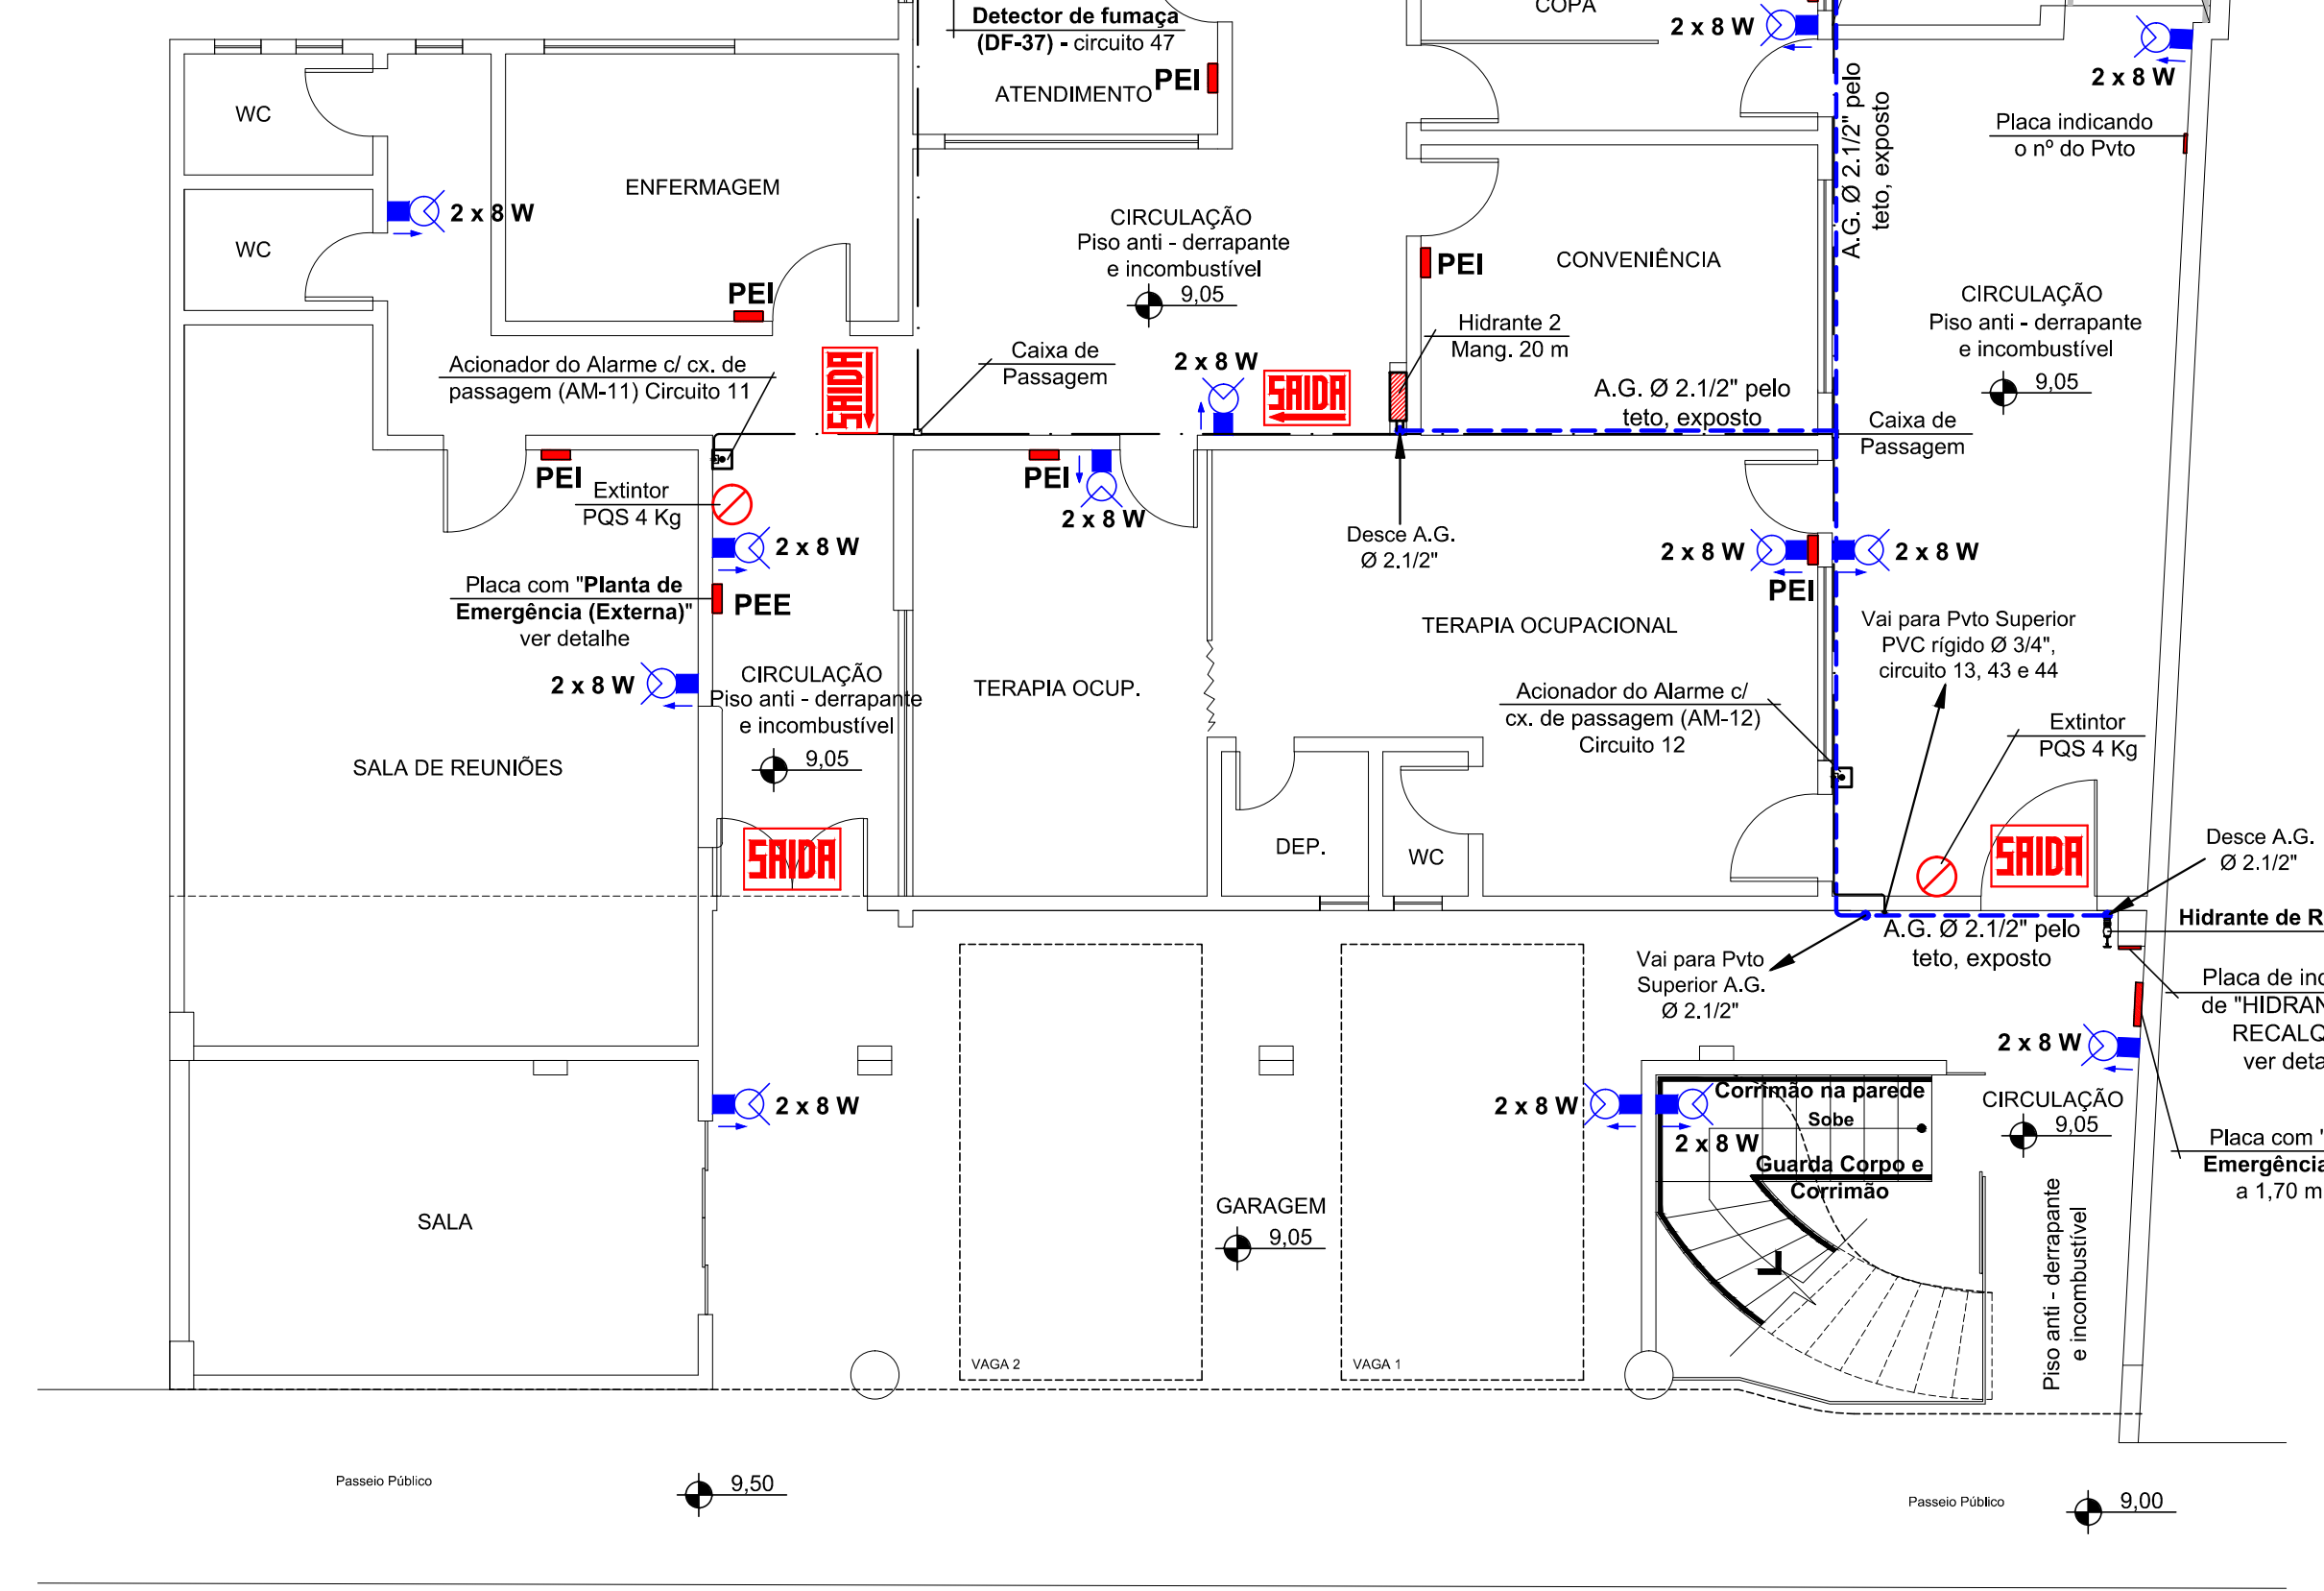 COPA
Detector de fumaça
(DF-37) - circuito 47
ATENDIMENTO
PEI
2 x 8 W
2 x 8 W
A.G. Ø 2.1/2" pelo
teto, exposto
Placa indicando
o nº do Pvto
WC
WC
2 x 8 W
ENFERMAGEM
PEI
CIRCULAÇÃO
Piso anti - derrapante
e incombustível
9,05
PEI
CONVENIÊNCIA
Hidrante 2
Mang. 20 m
CIRCULAÇÃO
Piso anti - derrapante
e incombustível
9,05
Acionador do Alarme c/ cx. de
passagem (AM-11) Circuito 11
SAIDA
Caixa de
Passagem
2 x 8 W
SAIDA
A.G. Ø 2.1/2" pelo
teto, exposto
Caixa de
Passagem
PEI
Extintor
PQS 4 Kg
PEI
2 x 8 W
2 x 8 W
Desce A.G.
Ø 2.1/2"
2 x 8 W
2 x 8 W
PEI
Placa com "Planta de
Emergência (Externa)"
ver detalhe
PEE
2 x 8 W
CIRCULAÇÃO
Piso anti - derrapante
e incombustível
9,05
TERAPIA OCUP.
TERAPIA OCUPACIONAL
Vai para Pvto Superior
PVC rígido Ø 3/4",
circuito 13, 43 e 44
Acionador do Alarme c/
cx. de passagem (AM-12)
Circuito 12
Extintor
PQS 4 Kg
SALA DE REUNIÕES
SAIDA
DEP.
WC
SAIDA
Desce A.G.
Ø 2.1/2"
Hidrante de R
A.G. Ø 2.1/2" pelo
teto, exposto
Vai para Pvto
Superior A.G.
Ø 2.1/2"
Placa de ind
de "HIDRAN
RECALQ
ver deta
2 x 8 W
2 x 8 W
2 x 8 W
2 x 8 W
Corrimão na parede
Sobe
Guarda Corpo e
Corrimão
CIRCULAÇÃO
9,05
Placa com "
Emergência
a 1,70 m
Piso anti - derrapante
e incombustível
SALA
GARAGEM
9,05
VAGA 2
VAGA 1
Passeio Público
9,50
Passeio Público
9,00